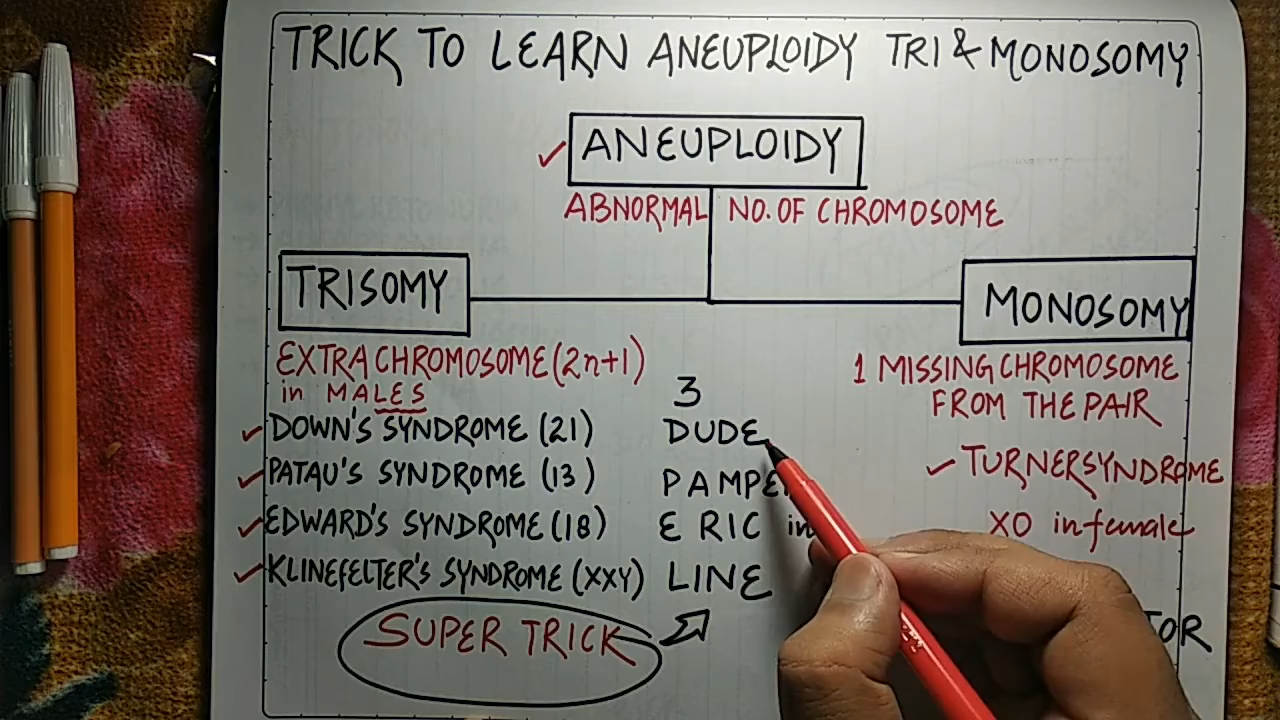 TRICK TO LEARN ANEUPLOIDY TRI & MONOSOMY
ANEUPLOIDY
ABNORMAL NO. OF CHROMOSOME
TRISOMY
MONOSOMY
EXTRA CHROMOSOME (2n+1)
in MALES
DOWN'S SYNDROME (21)
PATAU'S SYNDROME (13)
EDWARD'S SYNDROME (18)
KLINEFELTER'S SYNDROME (XXY)
SUPER TRICK
3
DUDE
ERIC in
LINE
1 MISSING CHROMOSOME
FROM THE PAIR
TURNER SYNDROME
XO in female